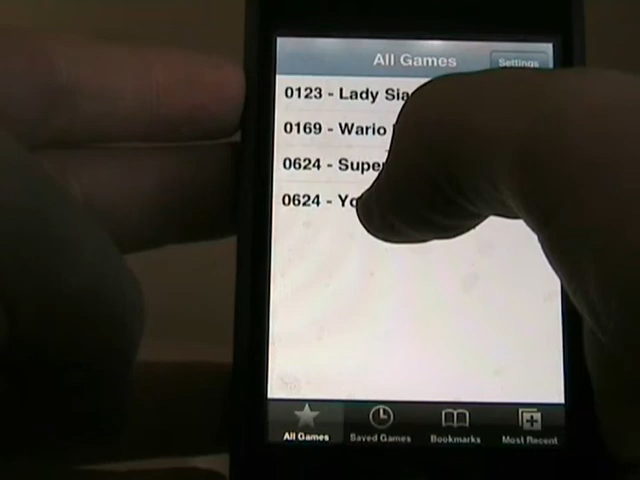 All Games
Settings
0123 - Lady Sia
0169 - Wario
0624 - Super
0624 - Yo
All Games
Saved Games
Bookmarks
Most Recent